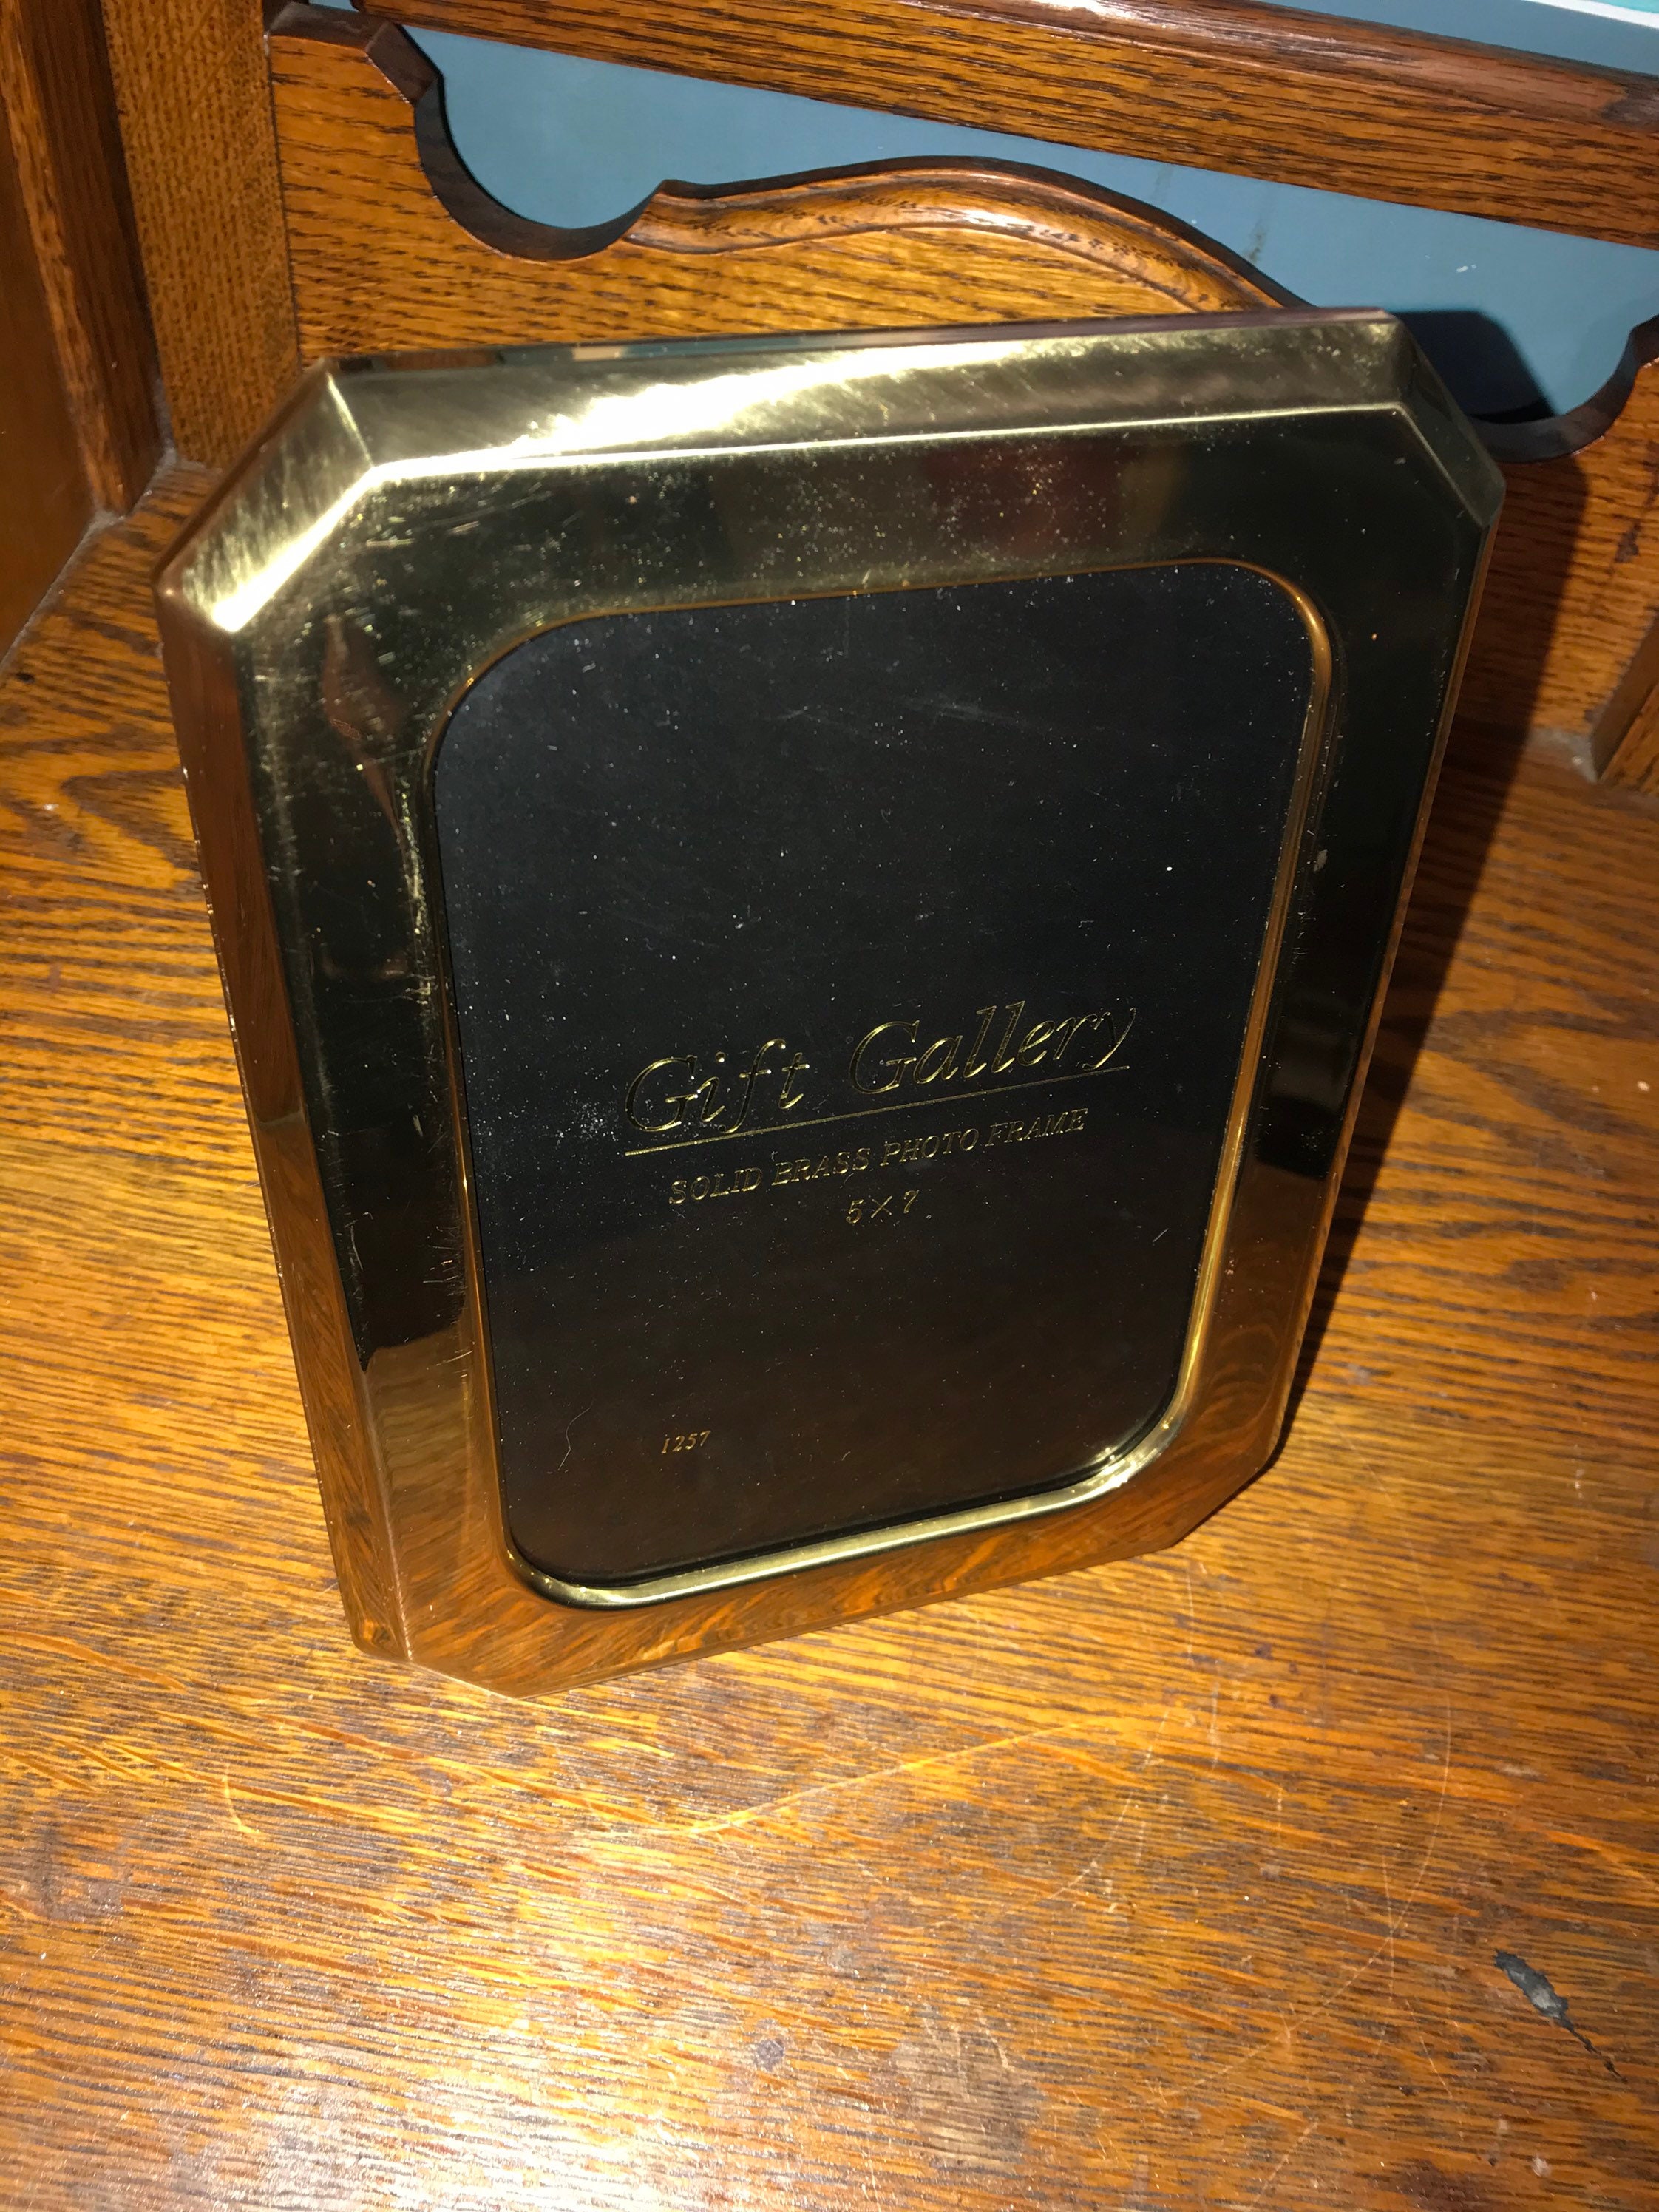 Gift Gallery
SOLID BRASS PHOTO FRAME
5×7
1257